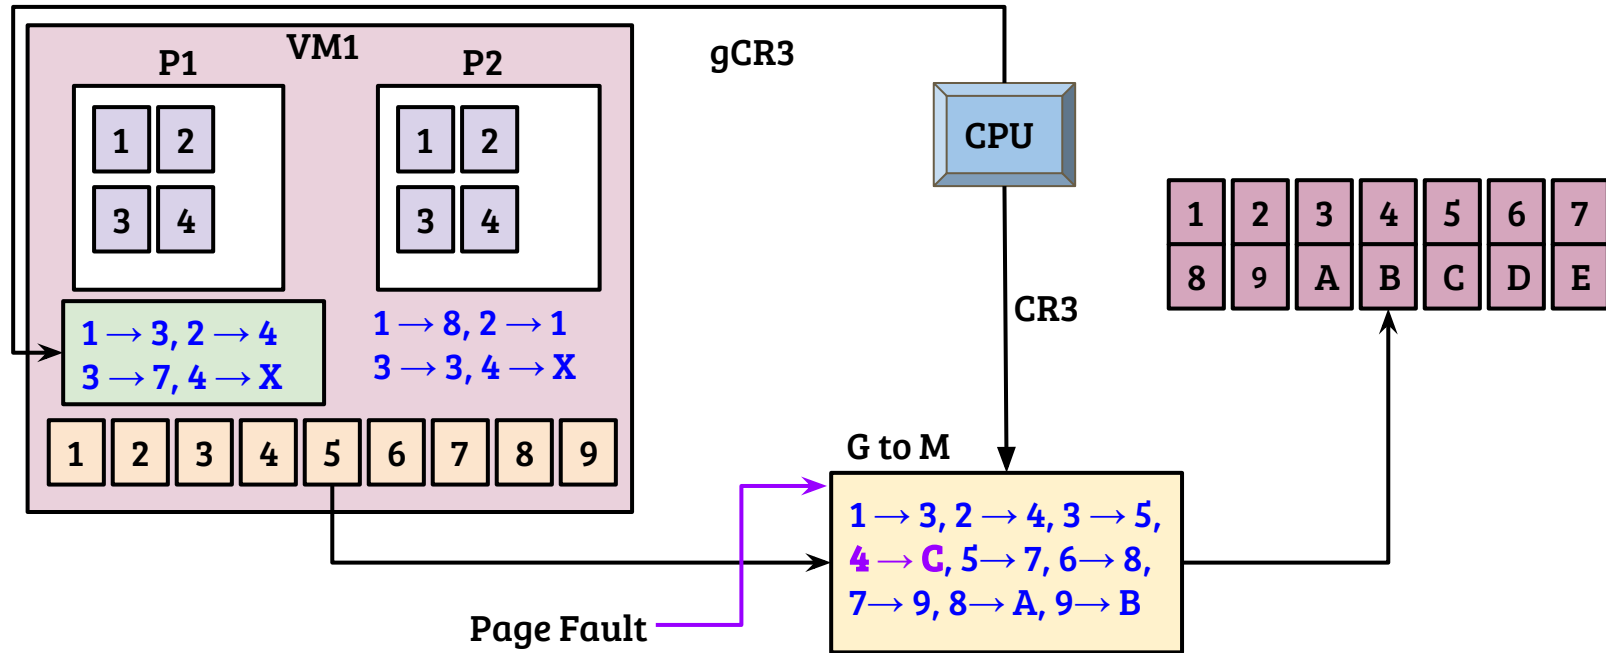 VM1
P1
P2
1 2
3 4
1 2
3 4
1 → 3, 2 → 4
3 → 7, 4 → X
1 → 8, 2 → 1
3 → 3, 4 → X
1 2 3 4 5 6 7 8 9
gCR3
CPU
CR3
1 2 3 4 5 6 7
8 9 A B C D E
G to M
1 → 3, 2 → 4, 3 → 5,
4 → C, 5→ 7, 6→ 8,
7→ 9, 8→ A, 9→ B
Page Fault